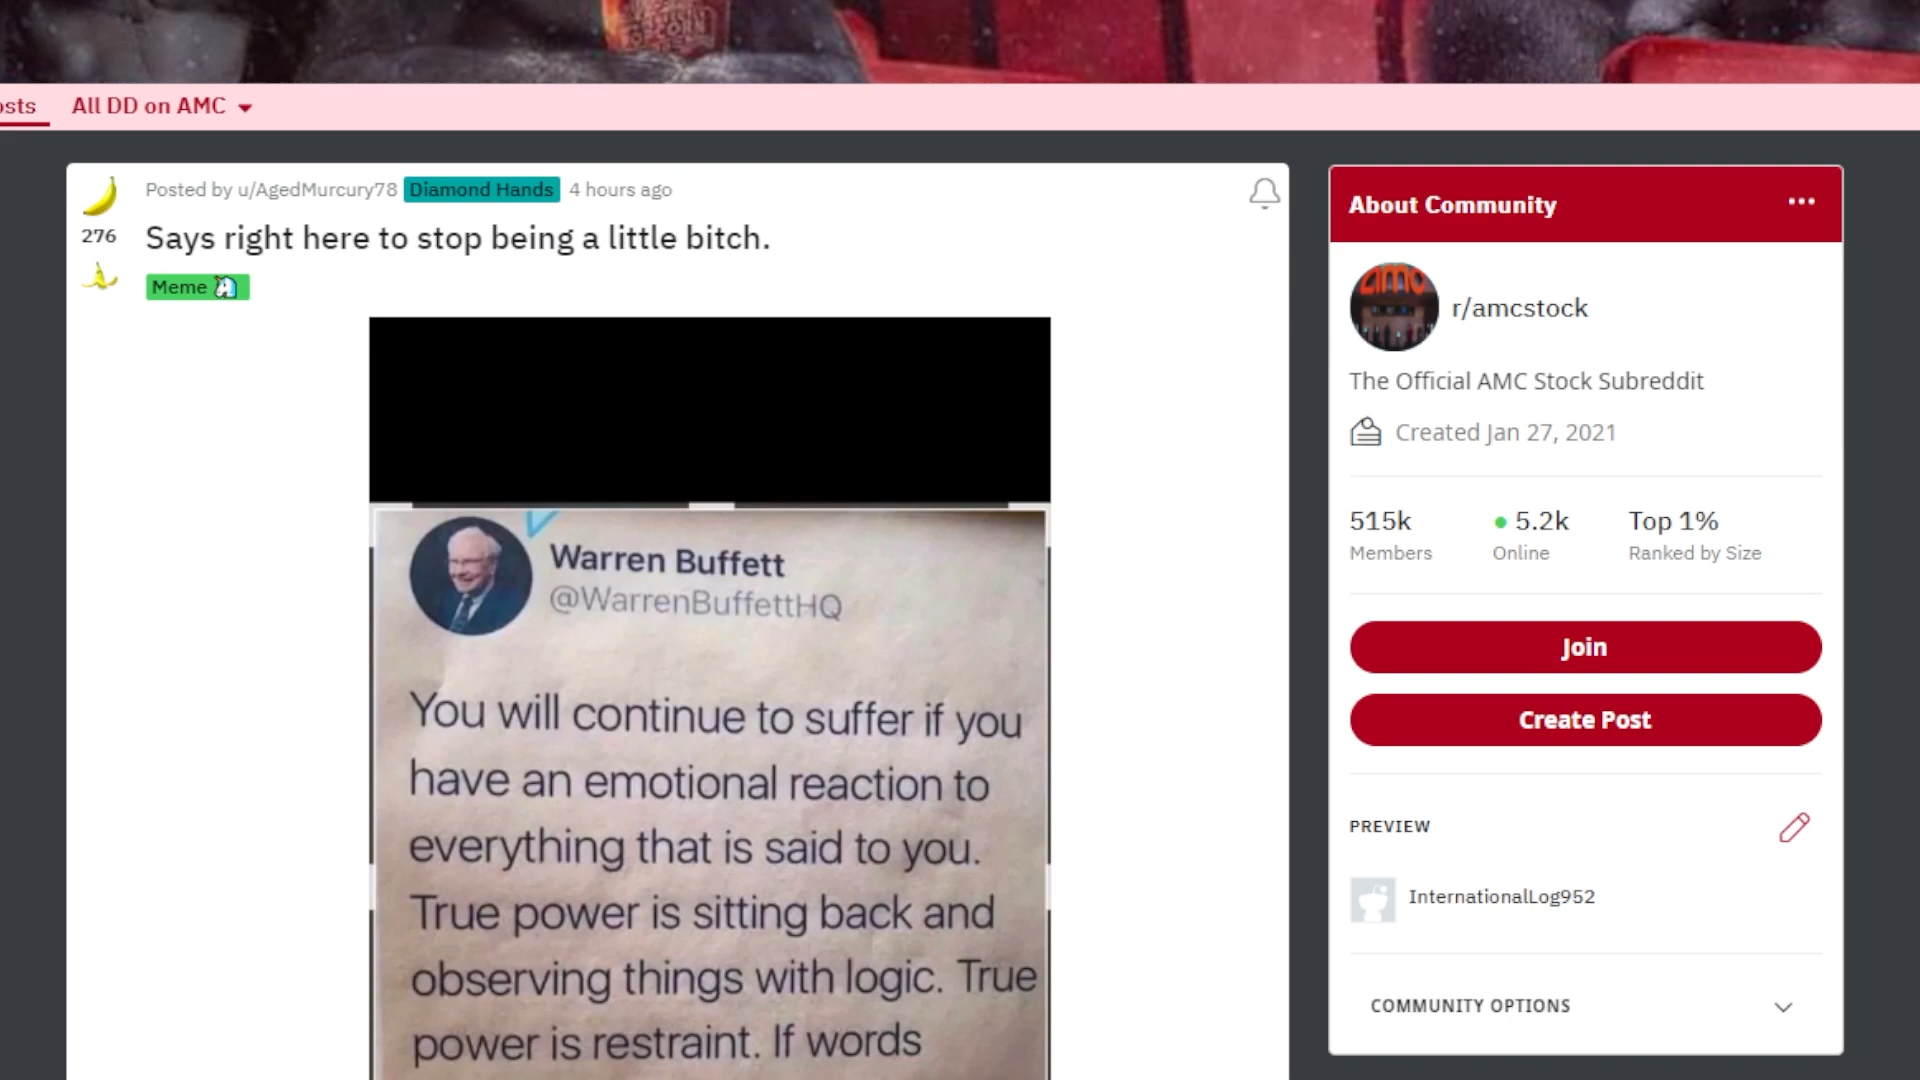 osts
All DD on AMC
Posted by u/AgedMurcury78 Diamond Hands 4 hours ago
276
Says right here to stop being a little bitch.
Meme
Warren Buffett
@WarrenBuffettHQ
You will continue to suffer if you
have an emotional reaction to
everything that is said to you.
True power is sitting back and
observing things with logic. True
power is restraint. If words
About Community
amc
r/amcstock
The Official AMC Stock Subreddit
Created Jan 27, 2021
515k
Members
5.2k
Online
Top 1%
Ranked by Size
Join
Create Post
PREVIEW
InternationalLog952
COMMUNITY OPTIONS